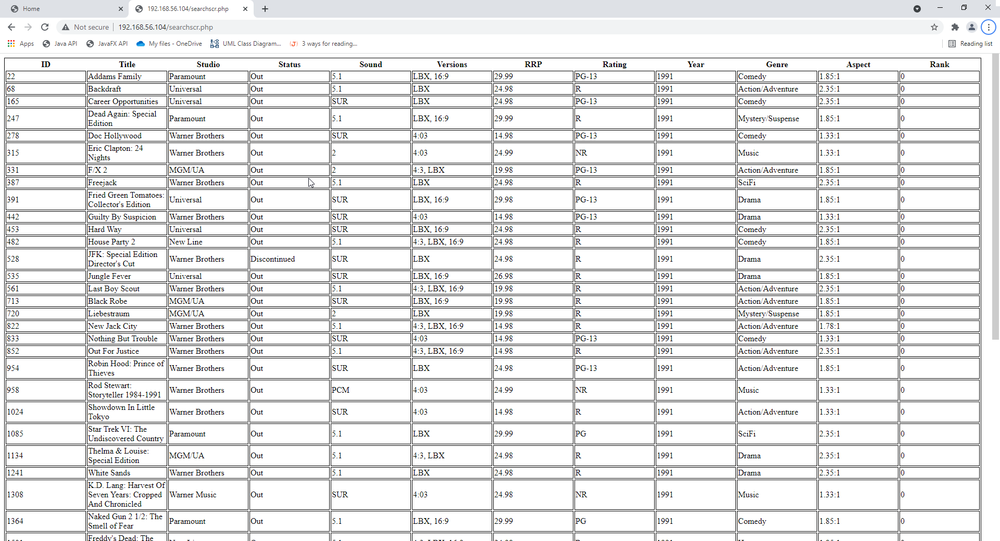 Home
192.168.56.104/searchscr.php
Not secure
192.168.56.104/searchscr.php
Apps
Java API
JavaFX API
My files - OneDrive
UML Class Diagram...
3 ways for reading...
Reading list
ID Title Studio Status Sound Versions RRP Rating Year Genre Aspect Rank
22 Addams Family Paramount Out 5.1 LBX, 16:9 29.99 PG-13 1991 Comedy 1.85:1 0
68 Backdraft Universal Out 5.1 LBX 24.98 R 1991 Action/Adventure 2.35:1 0
165 Career Opportunities Universal Out SUR LBX 24.98 PG-13 1991 Comedy 2.35:1 0
247 Dead Again: Special
Edition Paramount Out 5.1 LBX, 16:9 29.99 R 1991 Mystery/Suspense 1.85:1 0
278 Doc Hollywood Warner Brothers Out SUR 4:03 14.98 PG-13 1991 Comedy 1.33:1 0
315 Eric Clapton: 24
Nights Warner Brothers Out 2 4:03 24.99 NR 1991 Music 1.33:1 0
331 F/X 2 MGM/UA Out 2 4:3, LBX 19.98 PG-13 1991 Action/Adventure 1.85:1 0
387 Freejack Warner Brothers Out 5.1 LBX 24.98 R 1991 SciFi 2.35:1 0
391 Fried Green Tomatoes:
Collector's Edition Universal Out SUR LBX, 16:9 29.98 PG-13 1991 Drama 1.85:1 0
442 Guilty By Suspicion Warner Brothers Out SUR 4:03 14.98 PG-13 1991 Drama 1.33:1 0
453 Hard Way Universal Out SUR LBX, 16:9 24.98 R 1991 Comedy 2.35:1 0
482 House Party 2 New Line Out 5.1 4:3, LBX, 16:9 24.98 R 1991 Comedy 1.85:1 0
528 JFK: Special Edition
Director's Cut Warner Brothers Discontinued SUR LBX 24.98 R 1991 Drama 2.35:1 0
535 Jungle Fever Universal Out SUR LBX, 16:9 26.98 R 1991 Drama 1.85:1 0
561 Last Boy Scout Warner Brothers Out 5.1 4:3, LBX, 16:9 19.98 R 1991 Action/Adventure 2.35:1 0
713 Black Robe MGM/UA Out SUR LBX, 16:9 19.98 R 1991 Action/Adventure 1.85:1 0
720 Liebestraum MGM/UA Out 2 LBX 19.98 R 1991 Mystery/Suspense 1.85:1 0
822 New Jack City Warner Brothers Out 5.1 4:3, LBX, 16:9 14.98 R 1991 Action/Adventure 1.78:1 0
833 Nothing But Trouble Warner Brothers Out SUR 4:03 14.98 PG-13 1991 Comedy 1.33:1 0
852 Out For Justice Warner Brothers Out 5.1 4:3, LBX, 16:9 14.98 R 1991 Action/Adventure 2.35:1 0
954 Robin Hood: Prince of
Thieves Warner Brothers Out SUR LBX 24.98 PG-13 1991 Action/Adventure 1.85:1 0
958 Rod Stewart:
Storyteller 1984-1991 Warner Brothers Out PCM 4:03 24.99 NR 1991 Music 1.33:1 0
1024 Showdown In Little
Tokyo Warner Brothers Out SUR 4:03 14.98 R 1991 Action/Adventure 1.33:1 0
1085 Star Trek VI: The
Undiscovered Country Paramount Out 5.1 LBX 29.99 PG 1991 SciFi 2.35:1 0
1134 Thelma & Louise:
Special Edition MGM/UA Out 5.1 4:3, LBX 24.98 R 1991 Drama 2.35:1 0
1241 White Sands Warner Brothers Out 5.1 LBX 24.98 R 1991 Drama 2.35:1 0
1308 K.D. Lang: Harvest Of
Seven Years: Cropped
And Chronicled Warner Music Out SUR 4:03 24.98 NR 1991 Music 1.33:1 0
1364 Naked Gun 2 1/2: The
Smell of Fear Paramount Out 5.1 LBX, 16:9 29.99 PG 1991 Comedy 1.85:1 0
Freddy's Dead: The